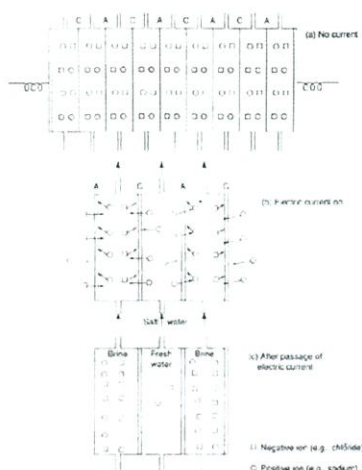 C A C A C A C A
(a) No current
A C A C
(b) Electric current on
Salt water
Brine Fresh water Brine
(c) After passage of
electric current
Negative ion (e.g., chloride)
Positive ion (e.g., sodium)